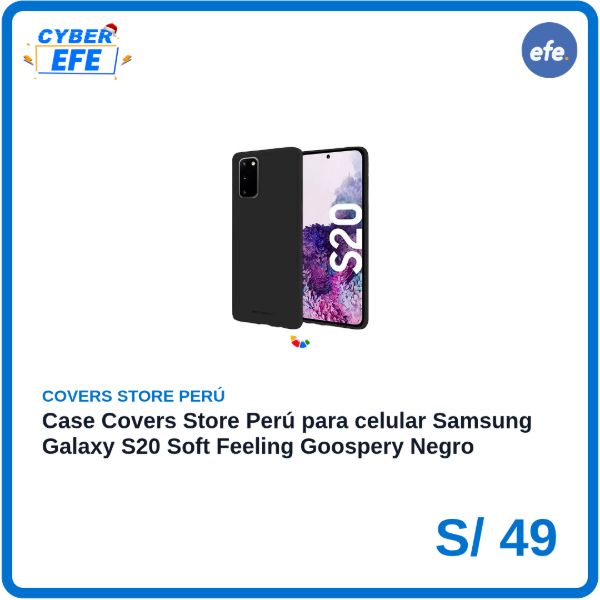 CYBER
EFE
efe.
S20
COVERS STORE PERÚ
Case Covers Store Perú para celular Samsung
Galaxy S20 Soft Feeling Goospery Negro
S/ 49